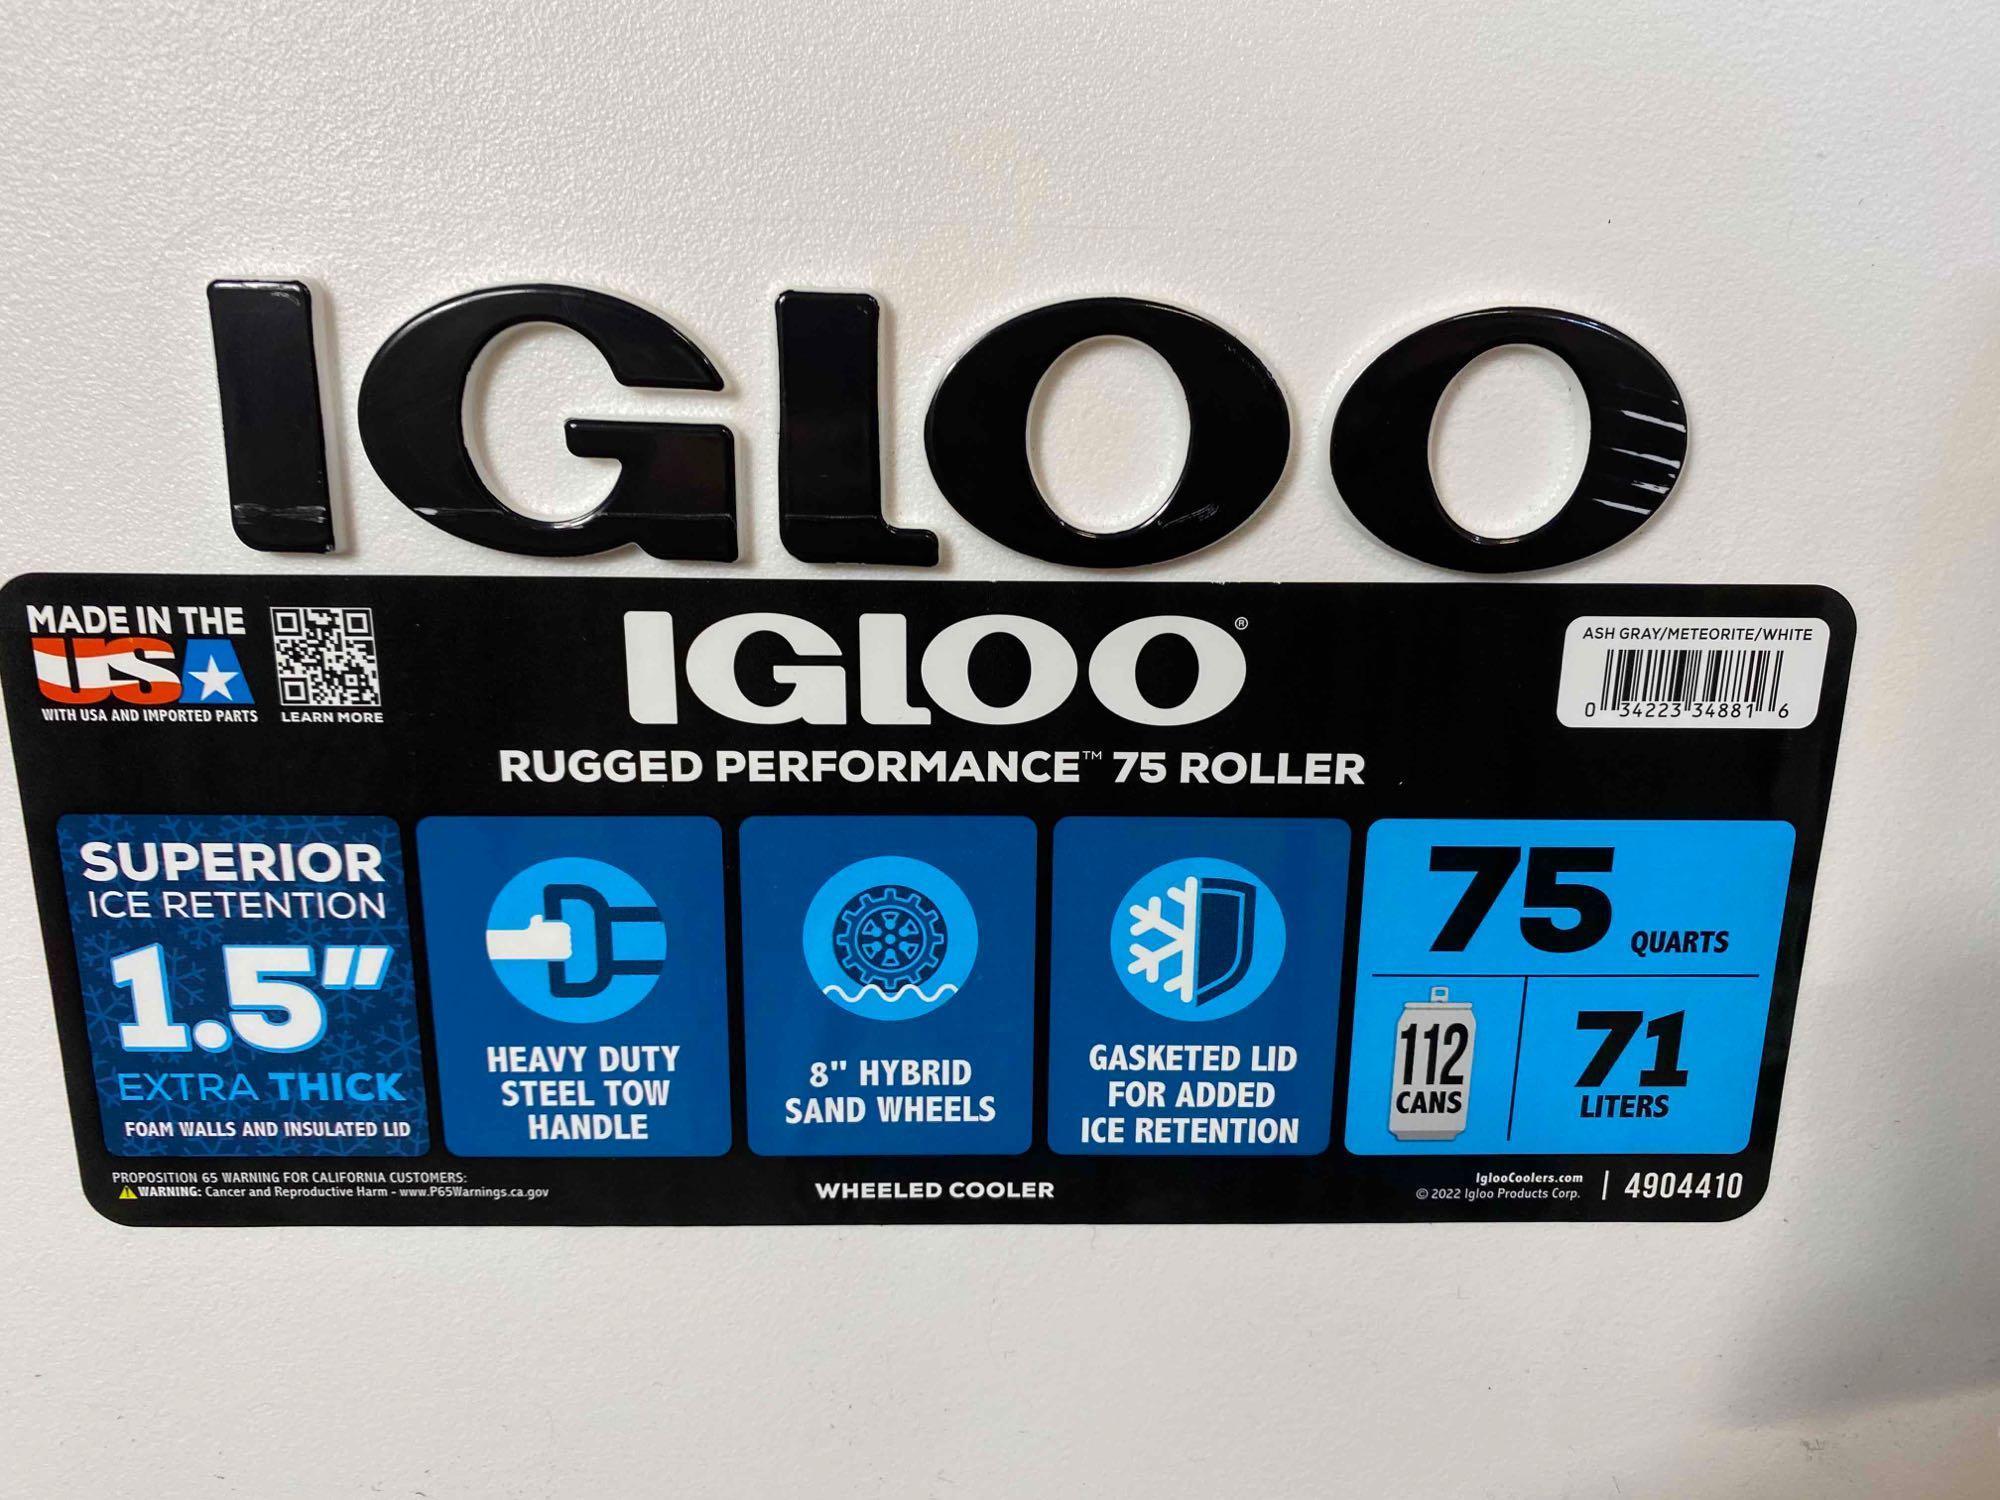 IGLOO
MADE IN THE
USA
WITH USA AND IMPORTED PARTS
LEARN MORE
IGLOO®
RUGGED PERFORMANCE™ 75 ROLLER
ASH GRAY/METEORITE/WHITE
0 34223 34881 6
SUPERIOR
ICE RETENTION
1.5"
EXTRA THICK
FOAM WALLS AND INSULATED LID
HEAVY DUTY
STEEL TOW
HANDLE
8" HYBRID
SAND WHEELS
GASKETED LID
FOR ADDED
ICE RETENTION
75 QUARTS
112
CANS
71
LITERS
PROPOSITION 65 WARNING FOR CALIFORNIA CUSTOMERS:
WARNING: Cancer and Reproductive Harm - www.P65Warnings.ca.gov
WHEELED COOLER
IglooCoolers.com
© 2022 Igloo Products Corp.
4904410